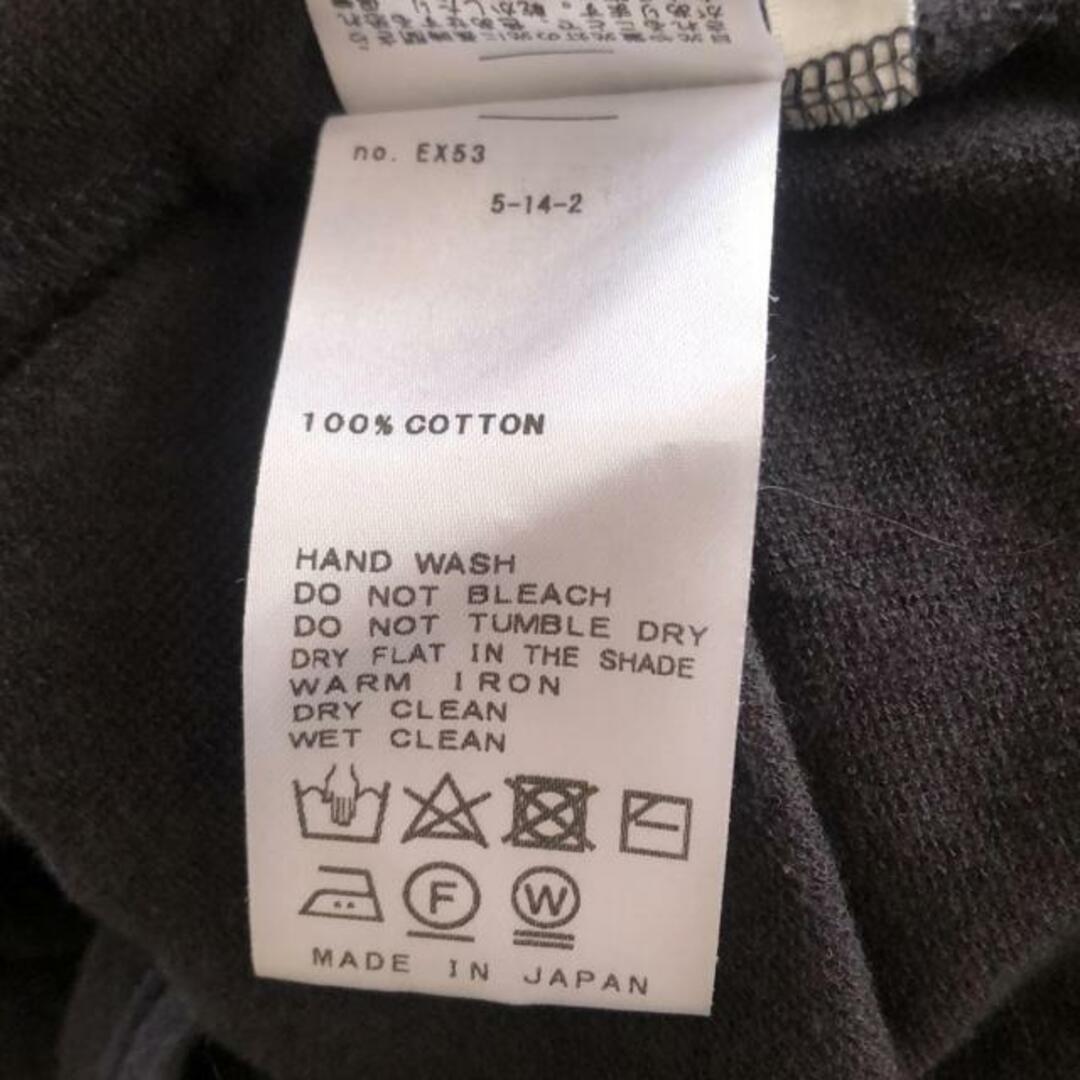 no. EX53
5-14-2
100% COTTON
HAND WASH
DO NOT BLEACH
DO NOT TUMBLE DRY
DRY FLAT IN THE SHADE
WARM IRON
DRY CLEAN
WET CLEAN
F W
MADE IN JAPAN